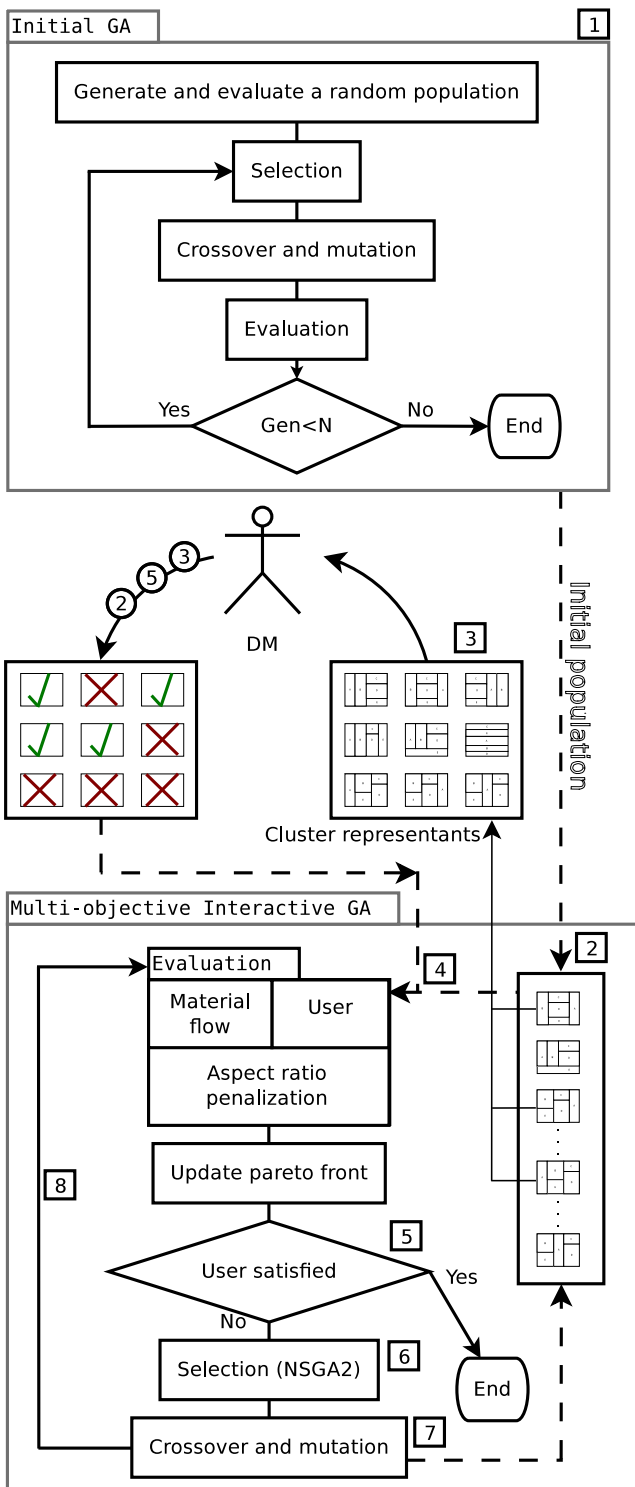 Initial GA
1
Generate and evaluate a random population
Selection
Crossover and mutation
Evaluation
Yes
Gen<N
No
End
3
5
2
DM
3
Initial population
Cluster representants
Multi-objective Interactive GA
2
Evaluation
4
Material
flow
User
Aspect ratio
penalization
Update pareto front
8
5
User satisfied
Yes
No
6
Selection (NSGA2)
End
7
Crossover and mutation